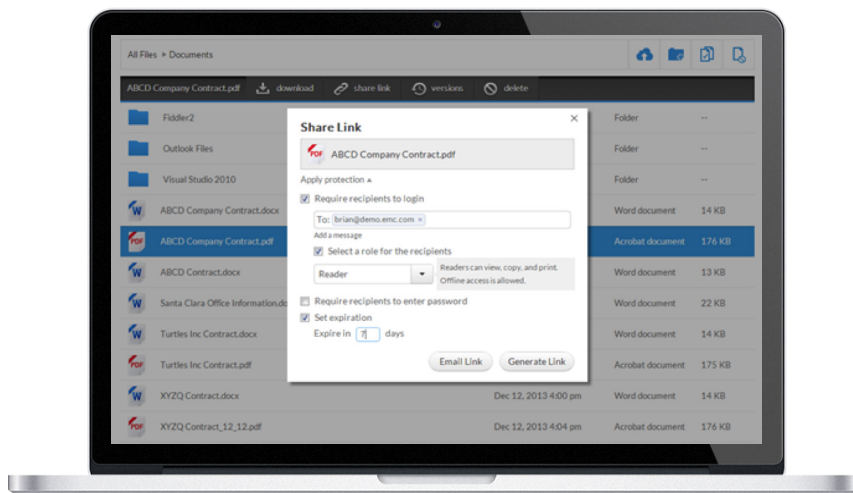 All Files ▸ Documents
ABCD Company Contract.pdf download share link versions delete
Fiddler2 Folder --
Outlook Files Folder --
Visual Studio 2010 Folder --
ABCD Company Contract.docx Word document 14 KB
ABCD Company Contract.pdf Acrobat document 176 KB
ABCD Contract.docx Word document 13 KB
Santa Clara Office Information.do Word document 22 KB
Turtles Inc Contract.docx Word document 14 KB
Turtles Inc Contract.pdf Acrobat document 175 KB
XYZQ Contract.docx Dec 12, 2013 4:00 pm Word document 14 KB
XYZQ Contract_12_12.pdf Dec 12, 2013 4:04 pm Acrobat document 176 KB
Share Link ×
PDF ABCD Company Contract.pdf
Apply protection ▴
Require recipients to login
To: brian@demo.emc.com ×
Add a message
Select a role for the recipients
Reader
Readers can view, copy, and print.
Offline access is allowed.
Require recipients to enter password
Set expiration
Expire in 7 days
Email Link Generate Link